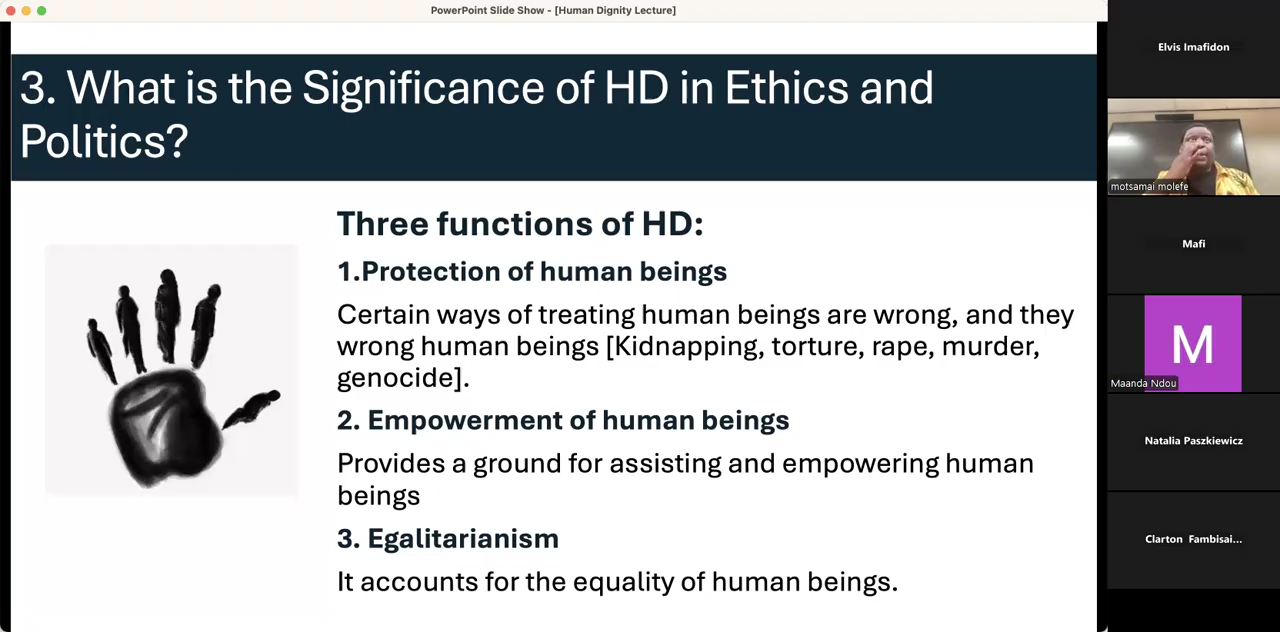 PowerPoint Slide Show - [Human Dignity Lecture]
3. What is the Significance of HD in Ethics and
Politics?
Three functions of HD:
1.Protection of human beings
Certain ways of treating human beings are wrong, and they
wrong human beings [Kidnapping, torture, rape, murder,
genocide].
2. Empowerment of human beings
Provides a ground for assisting and empowering human
beings
3. Egalitarianism
It accounts for the equality of human beings.
Elvis Imafidon
motsamai molefe
Mafi
M
Maanda Ndou
Natalia Paszkiewicz
Clarton Fambisai...